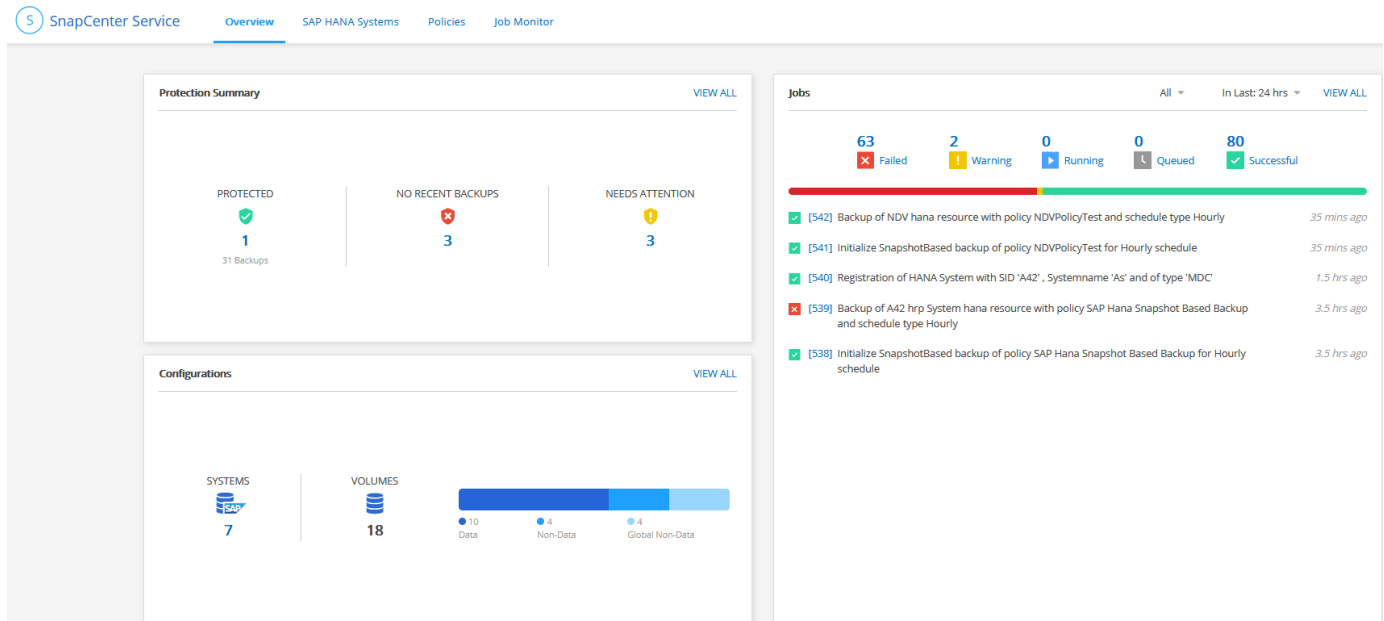 S SnapCenter Service Overview SAP HANA Systems Policies Job Monitor
Protection Summary VIEW ALL
PROTECTED NO RECENT BACKUPS NEEDS ATTENTION
1 3 3
31 Backups
Configurations VIEW ALL
SYSTEMS VOLUMES
SAP
7 18
10 4 4
Data Non-Data Global Non-Data
Jobs All In Last: 24 hrs VIEW ALL
63 2 0 0 80
Failed Warning Running Queued Successful
[542] Backup of NDV hana resource with policy NDVPolicyTest and schedule type Hourly 35 mins ago
[541] Initialize SnapshotBased backup of policy NDVPolicyTest for Hourly schedule 35 mins ago
[540] Registration of HANA System with SID 'A42' , Systemname 'As' and of type 'MDC' 1.5 hrs ago
[539] Backup of A42 hrp System hana resource with policy SAP Hana Snapshot Based Backup 3.5 hrs ago
and schedule type Hourly
[538] Initialize SnapshotBased backup of policy SAP Hana Snapshot Based Backup for Hourly 3.5 hrs ago
schedule